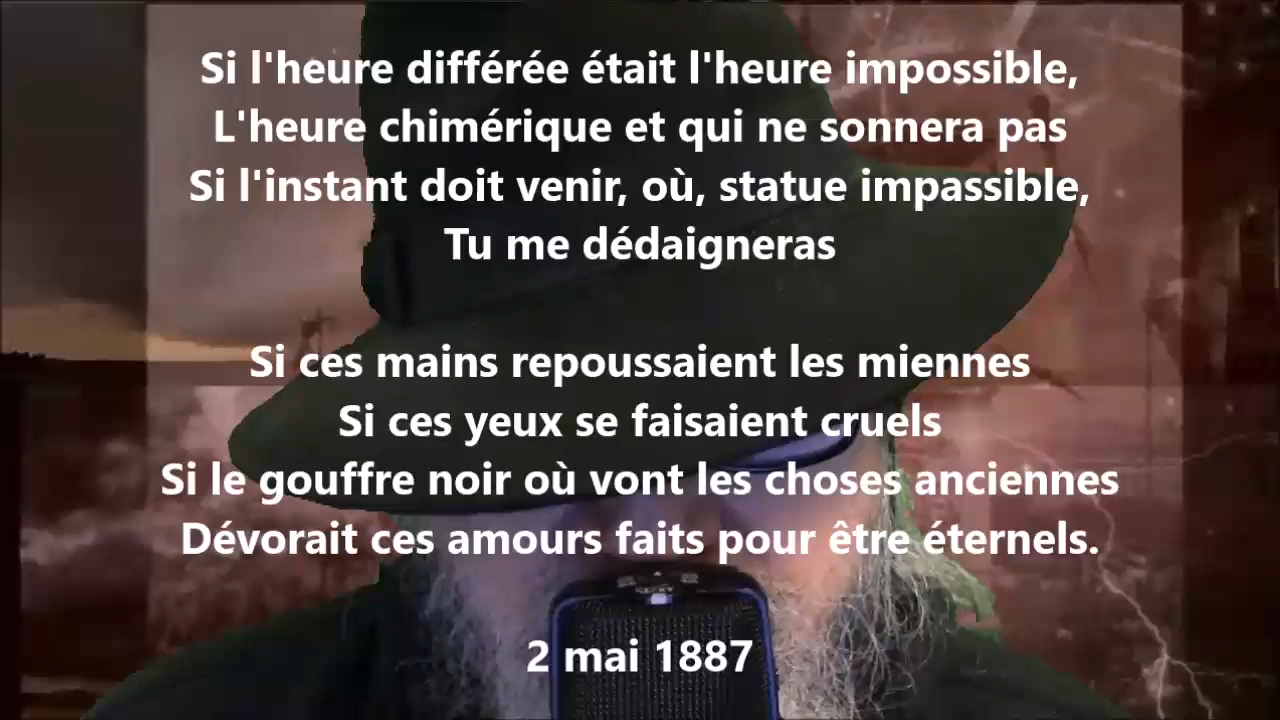 Si l'heure différée était l'heure impossible,
L'heure chimérique et qui ne sonnera pas
Si l'instant doit venir, où, statue impassible,
Tu me dédaigneras
Si ces mains repoussaient les miennes
Si ces yeux se faisaient cruels
Si le gouffre noir où vont les choses anciennes
Dévorait ces amours faits pour être éternels.
2 mai 1887